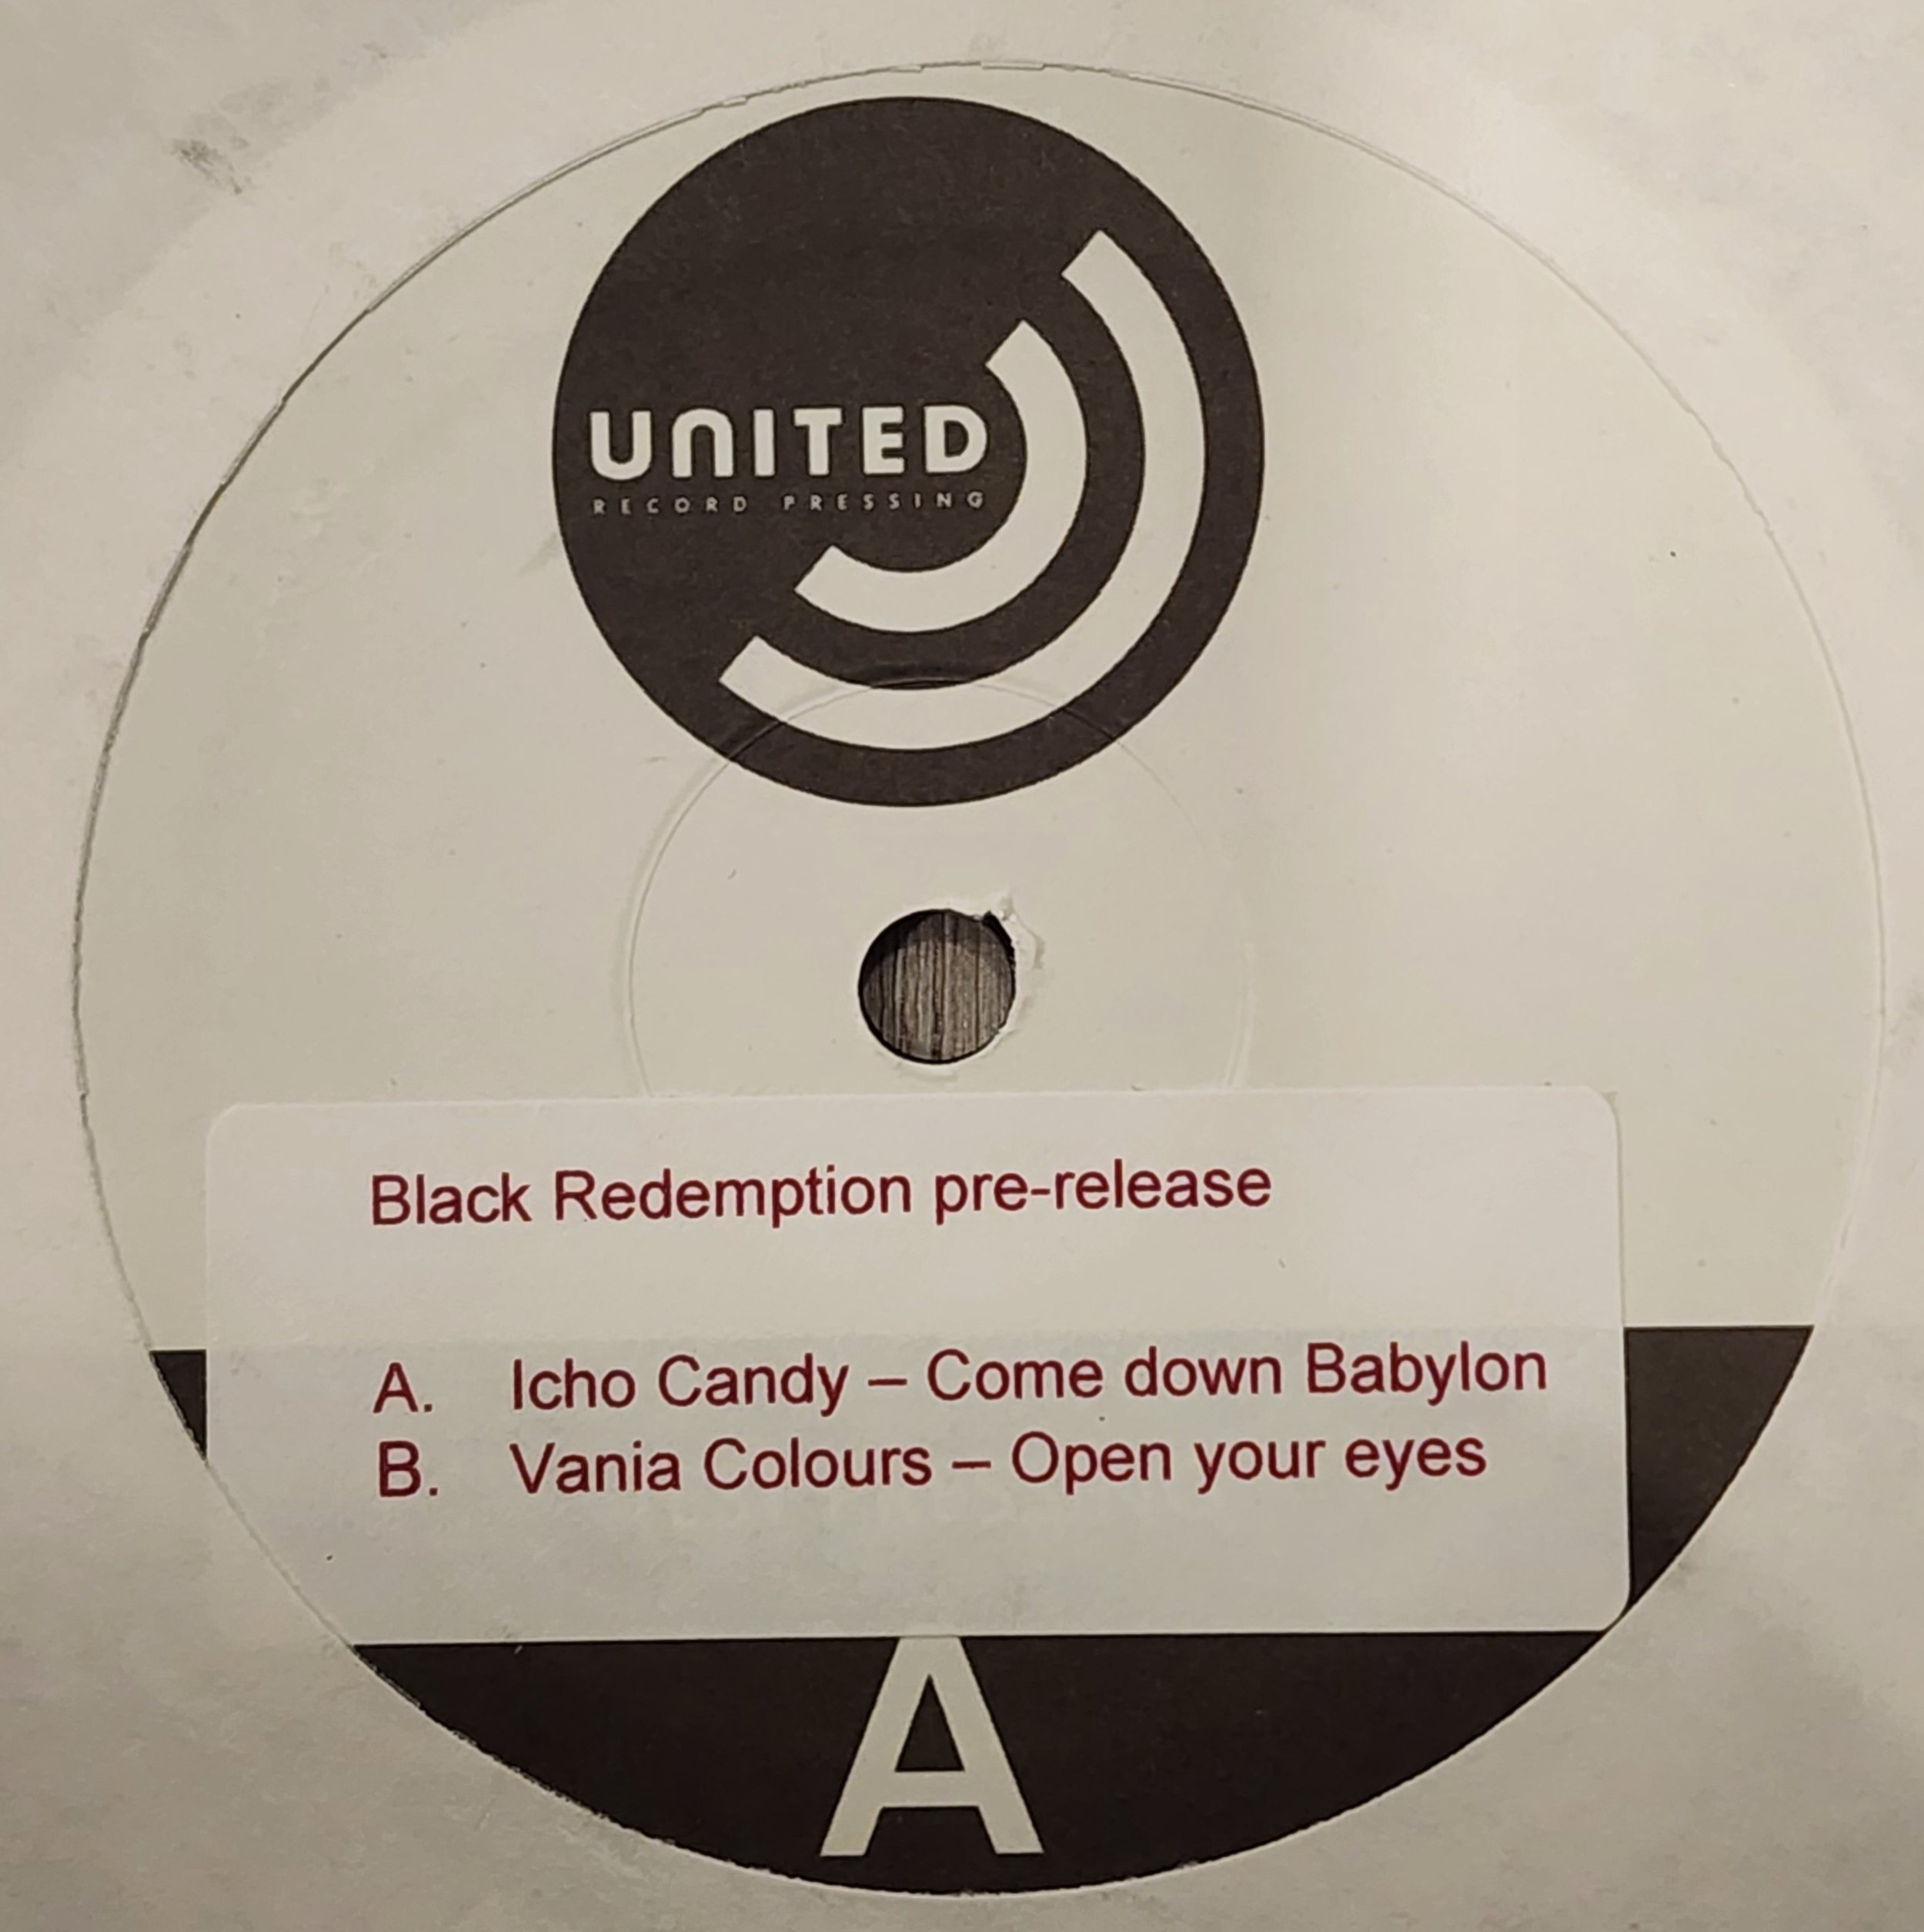 UNITED
RECORD PRESSING
Black Redemption pre-release
A. Icho Candy – Come down Babylon
B. Vania Colours – Open your eyes
A